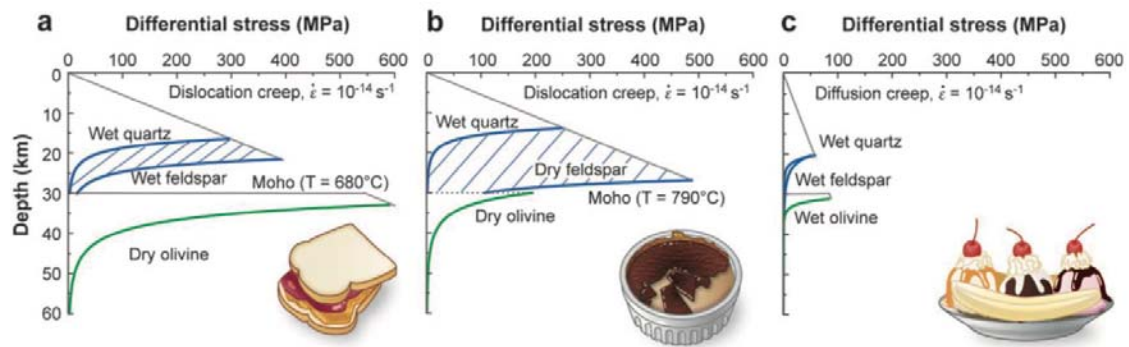 a
Differential stress (MPa)
0 100 200 300 400 500 600
Depth (km)
0
10
20
30
40
50
60
Dislocation creep, ε̇ = 10⁻¹⁴ s⁻¹
Wet quartz
Wet feldspar
Moho (T = 680°C)
Dry olivine
b
Differential stress (MPa)
0 100 200 300 400 500 600
Dislocation creep, ε̇ = 10⁻¹⁴ s⁻¹
Wet quartz
Dry feldspar
Moho (T = 790°C)
Dry olivine
c
Differential stress (MPa)
0 100 200 300 400 500 600
Diffusion creep, ε̇ = 10⁻¹⁴ s⁻¹
Wet quartz
Wet feldspar
Wet olivine